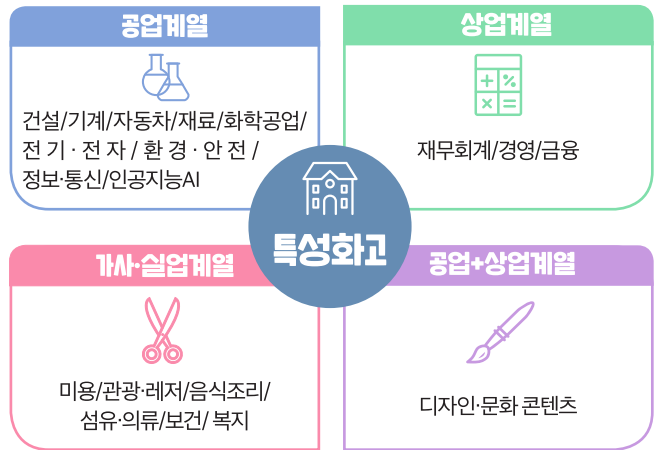 공업계열
건설/기계/자동차/재료/화학공업/
전 기 · 전 자 / 환 경 · 안 전 /
정보·통신/인공지능AI
상업계열
재무회계/경영/금융
특성화고
가사·실업계열
미용/관광·레저/음식조리/
섬유·의류/보건/ 복지
공업+상업계열
디자인·문화 콘텐츠